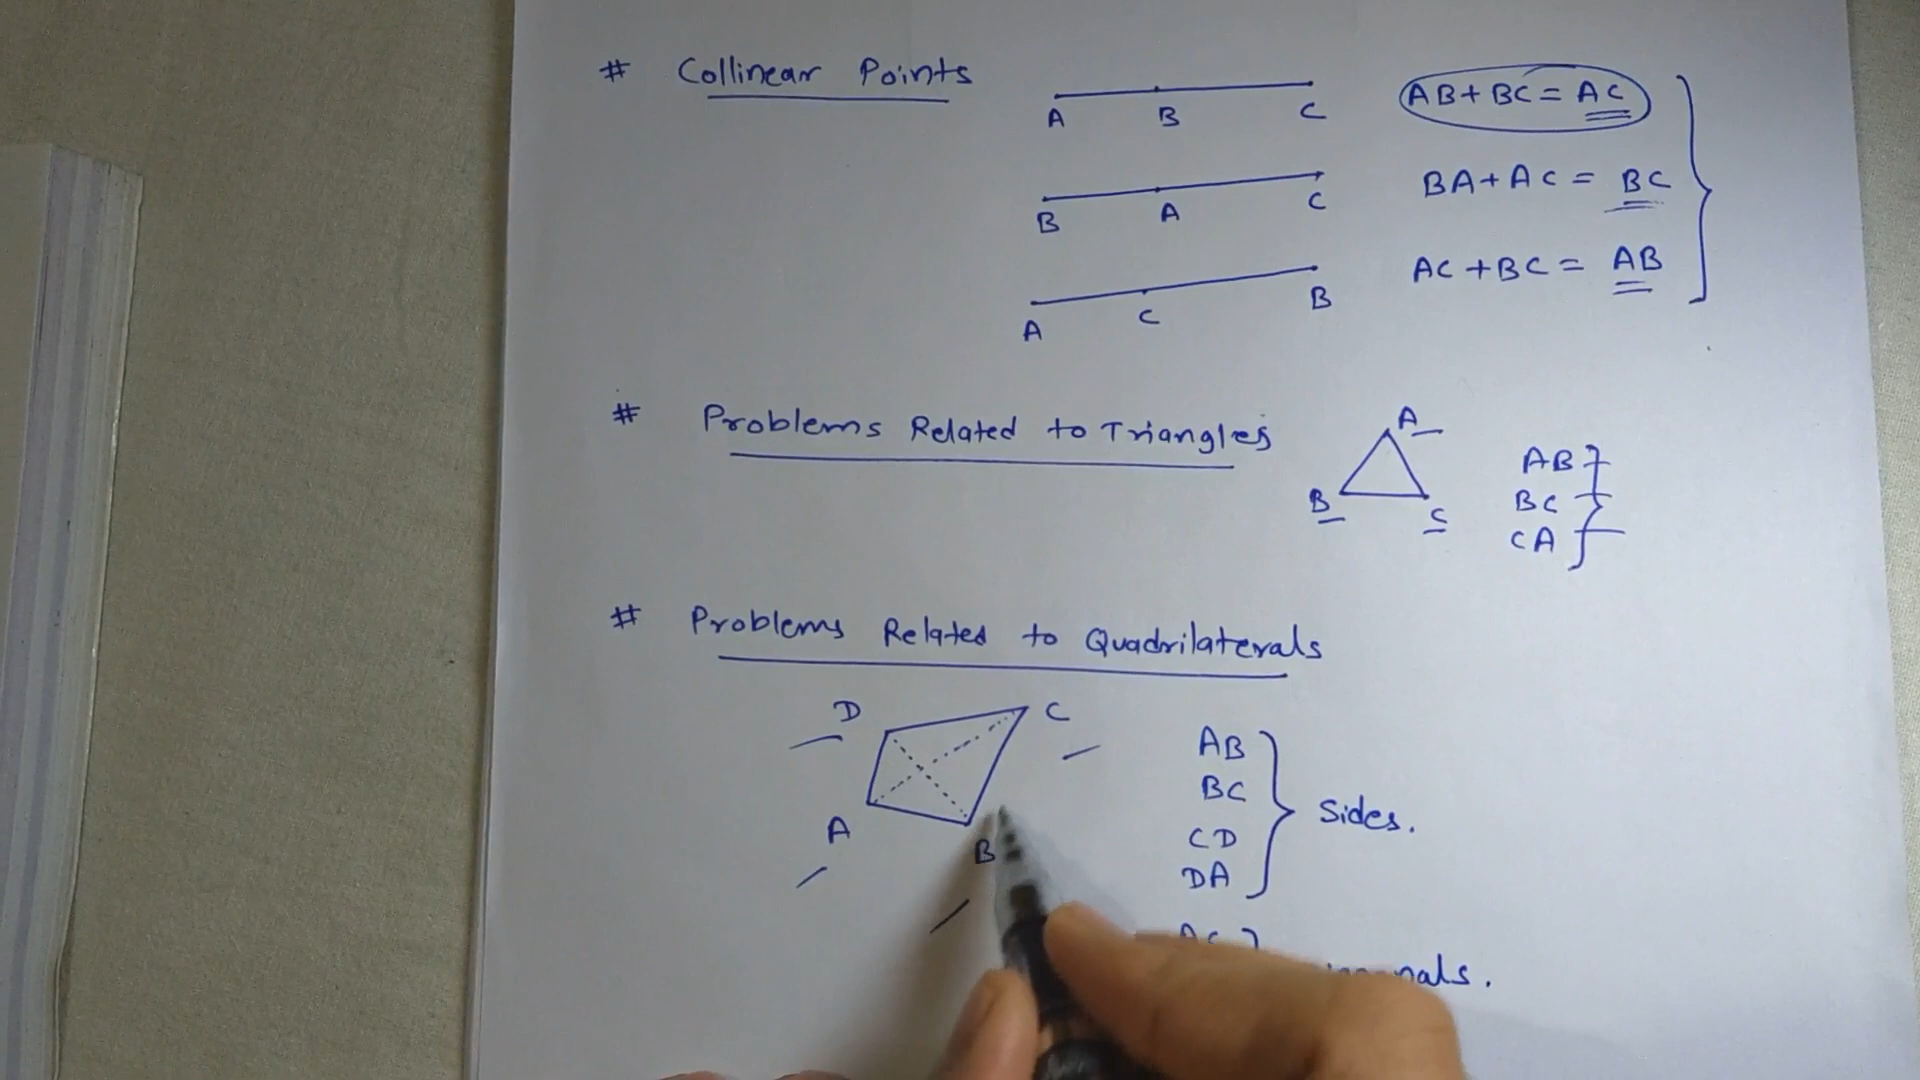 # Collinear Points
A B C AB+BC = AC
B A C BA+AC = BC
A C B AC+BC = AB
# Problems Related to Triangles
A
B C
AB
BC
CA
# Problems Related to Quadrilaterals
D C
A B
AB
BC
CD
DA
Sides.
AC